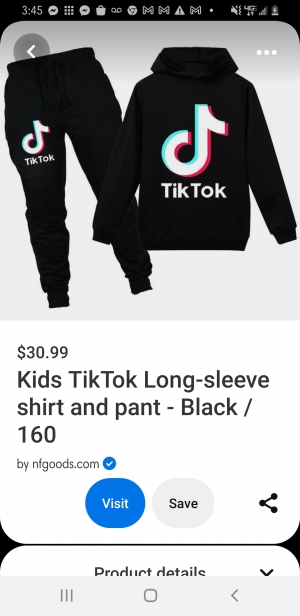 3:45
TikTok
TikTok
$30.99
Kids TikTok Long-sleeve
shirt and pant - Black /
160
by nfgoods.com
Visit
Save
Product details